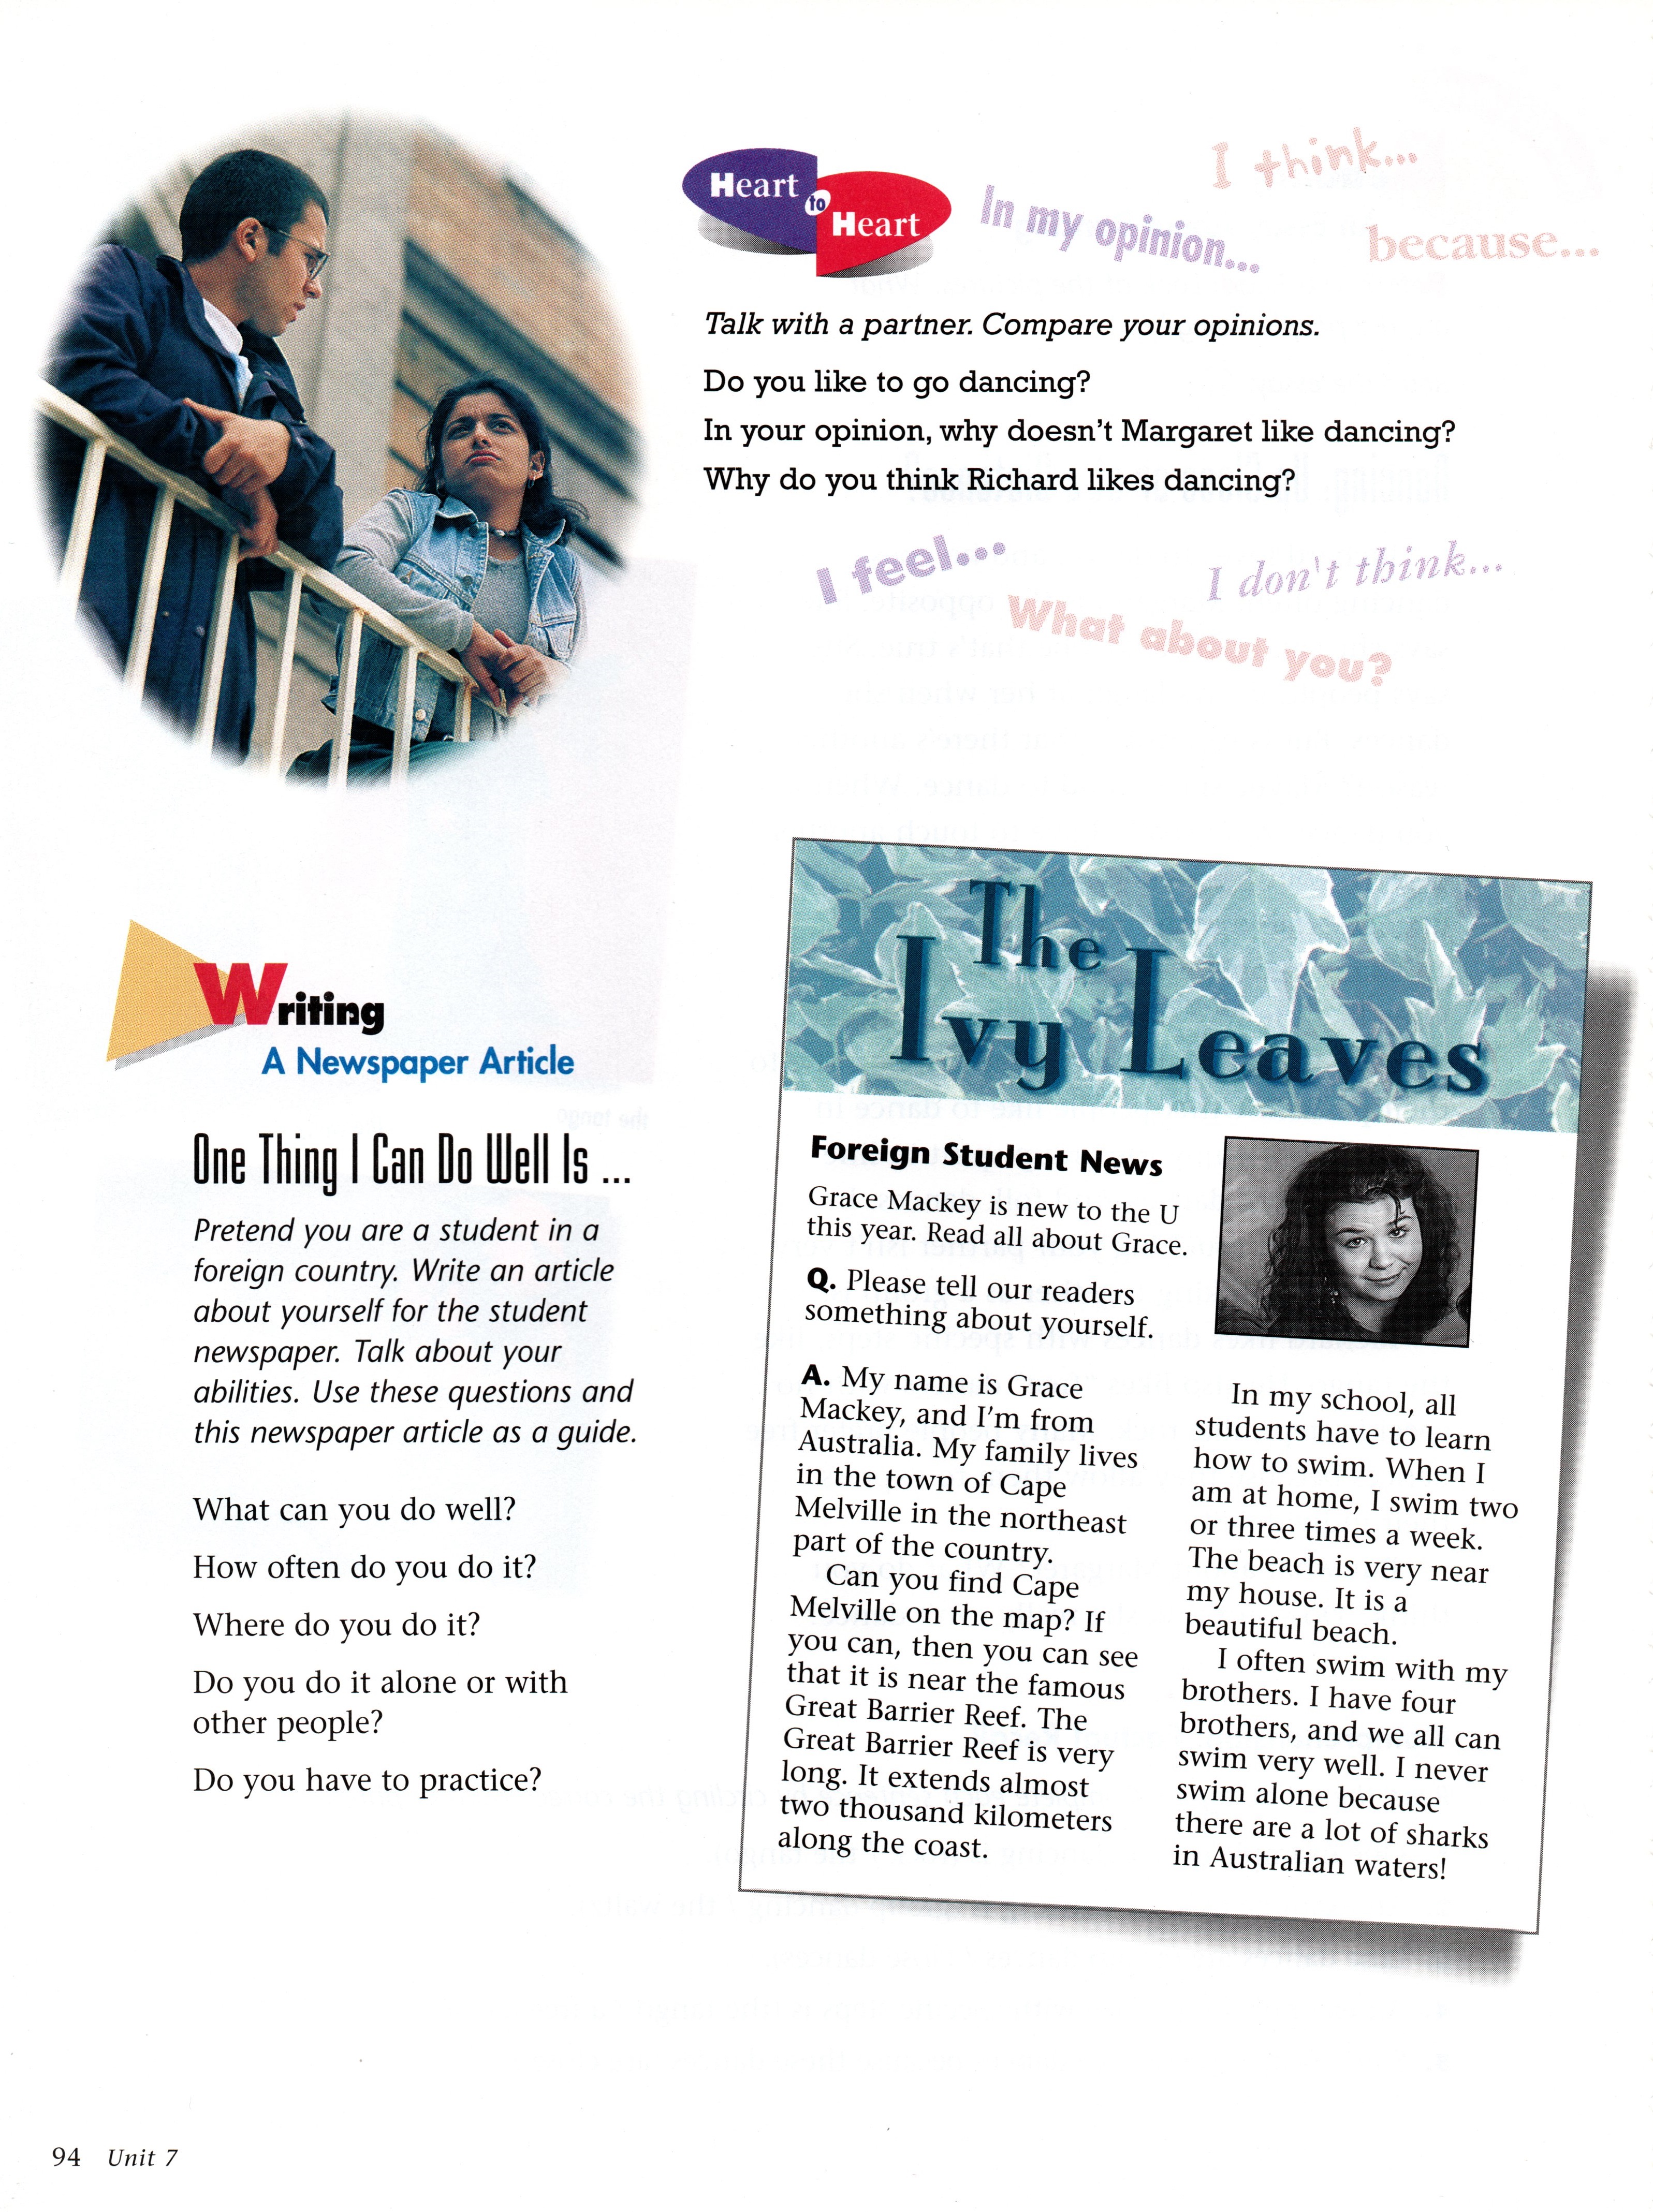 Heart
to
Heart
I think...
In my opinion...
because...
Talk with a partner. Compare your opinions.
Do you like to go dancing?
In your opinion, why doesn't Margaret like dancing?
Why do you think Richard likes dancing?
I feel...
I don't think...
What about you?
Writing
A Newspaper Article
One Thing I Can Do Well Is ...
Pretend you are a student in a
foreign country. Write an article
about yourself for the student
newspaper. Talk about your
abilities. Use these questions and
this newspaper article as a guide.
What can you do well?
How often do you do it?
Where do you do it?
Do you do it alone or with
other people?
Do you have to practice?
The
Ivy Leaves
Foreign Student News
Grace Mackey is new to the U
this year. Read all about Grace.
Q. Please tell our readers
something about yourself.
A. My name is Grace
Mackey, and I'm from
Australia. My family lives
in the town of Cape
Melville in the northeast
part of the country.
Can you find Cape
Melville on the map? If
you can, then you can see
that it is near the famous
Great Barrier Reef. The
Great Barrier Reef is very
long. It extends almost
two thousand kilometers
along the coast.
In my school, all
students have to learn
how to swim. When I
am at home, I swim two
or three times a week.
The beach is very near
my house. It is a
beautiful beach.
I often swim with my
brothers. I have four
brothers, and we all can
swim very well. I never
swim alone because
there are a lot of sharks
in Australian waters!
94 Unit 7